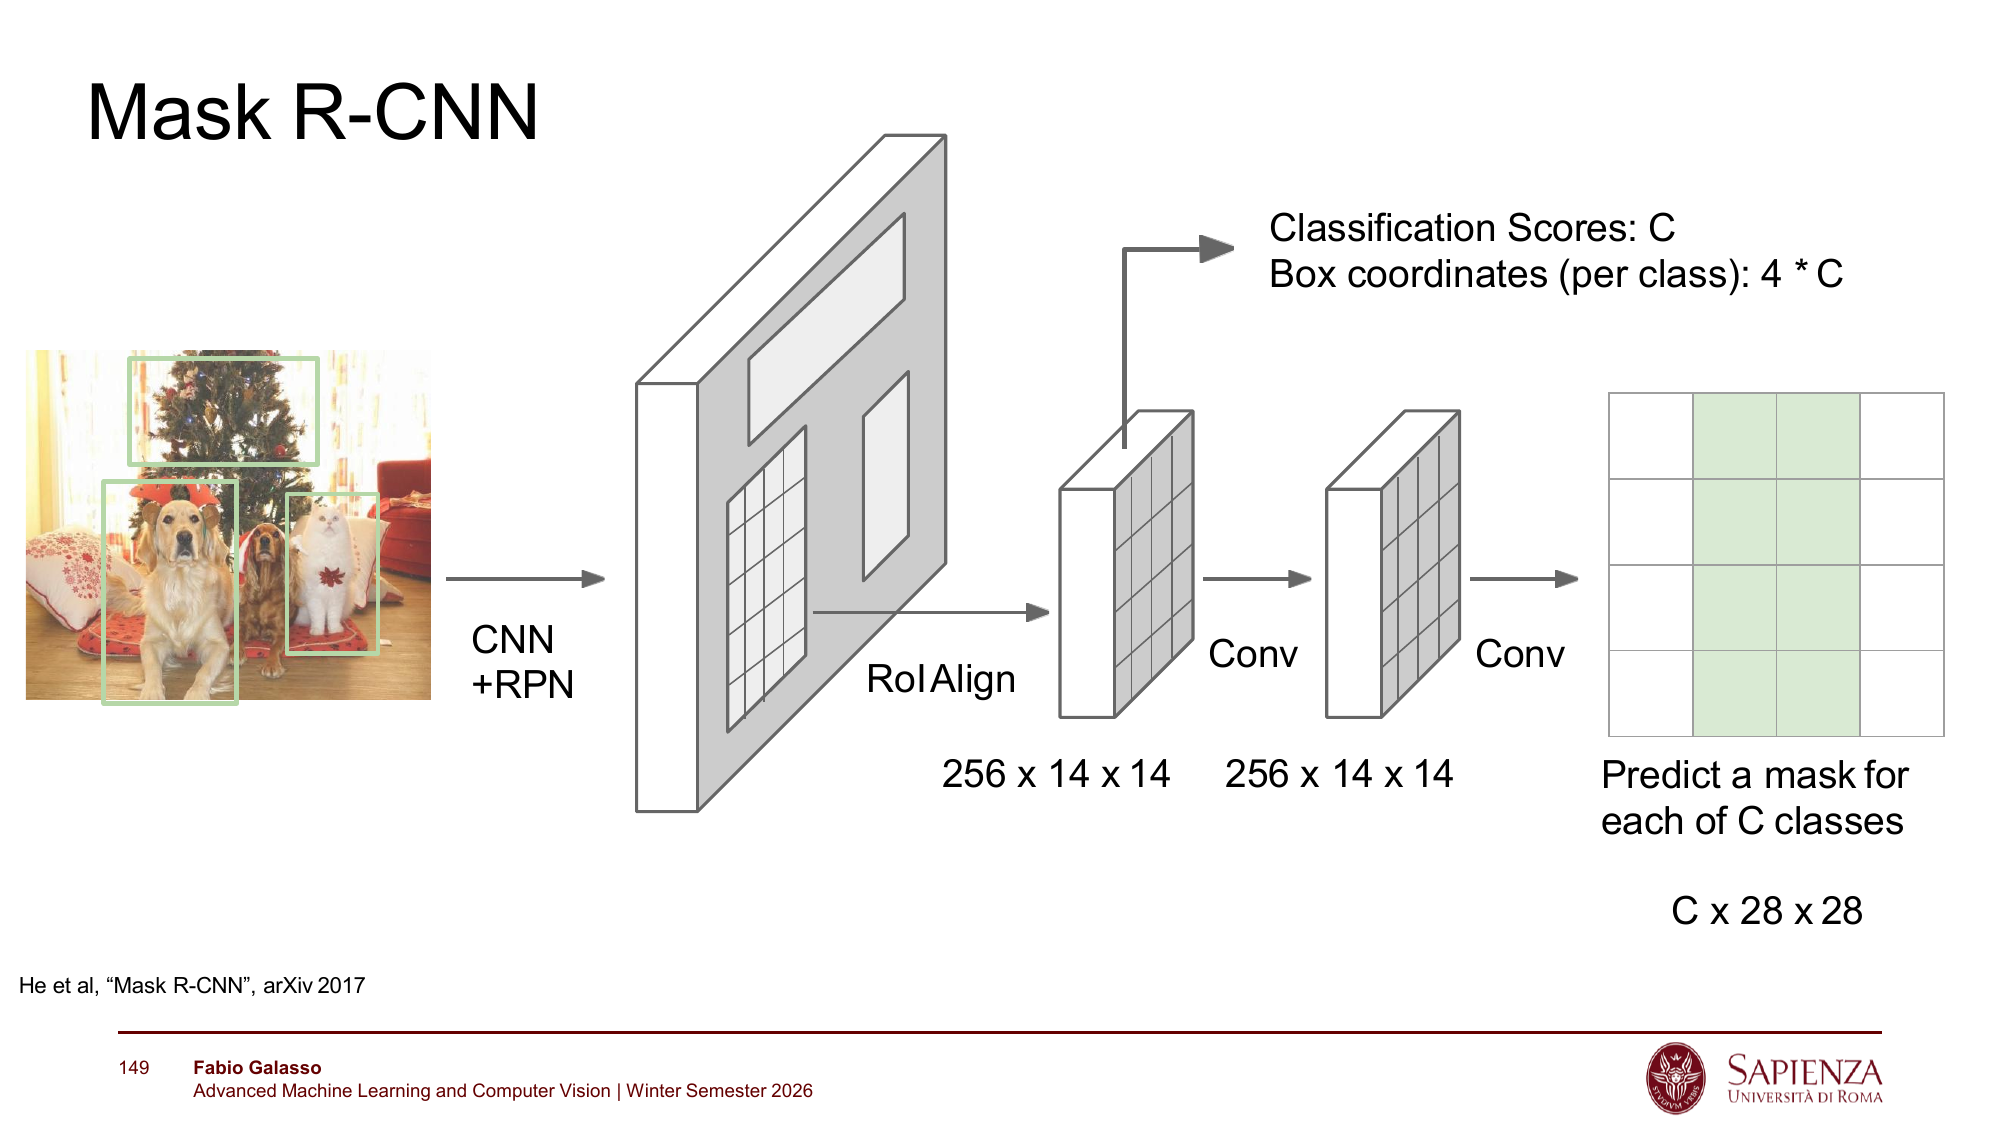 Mask R-CNN
Classification Scores: C
Box coordinates (per class): 4 * C
CNN
+RPN
RoI Align
Conv
Conv
256 x 14 x 14
256 x 14 x 14
Predict a mask for
each of C classes
C x 28 x 28
He et al, “Mask R-CNN”, arXiv 2017
149
Fabio Galasso
Advanced Machine Learning and Computer Vision | Winter Semester 2026
SAPIENZA
UNIVERSITÀ DI ROMA